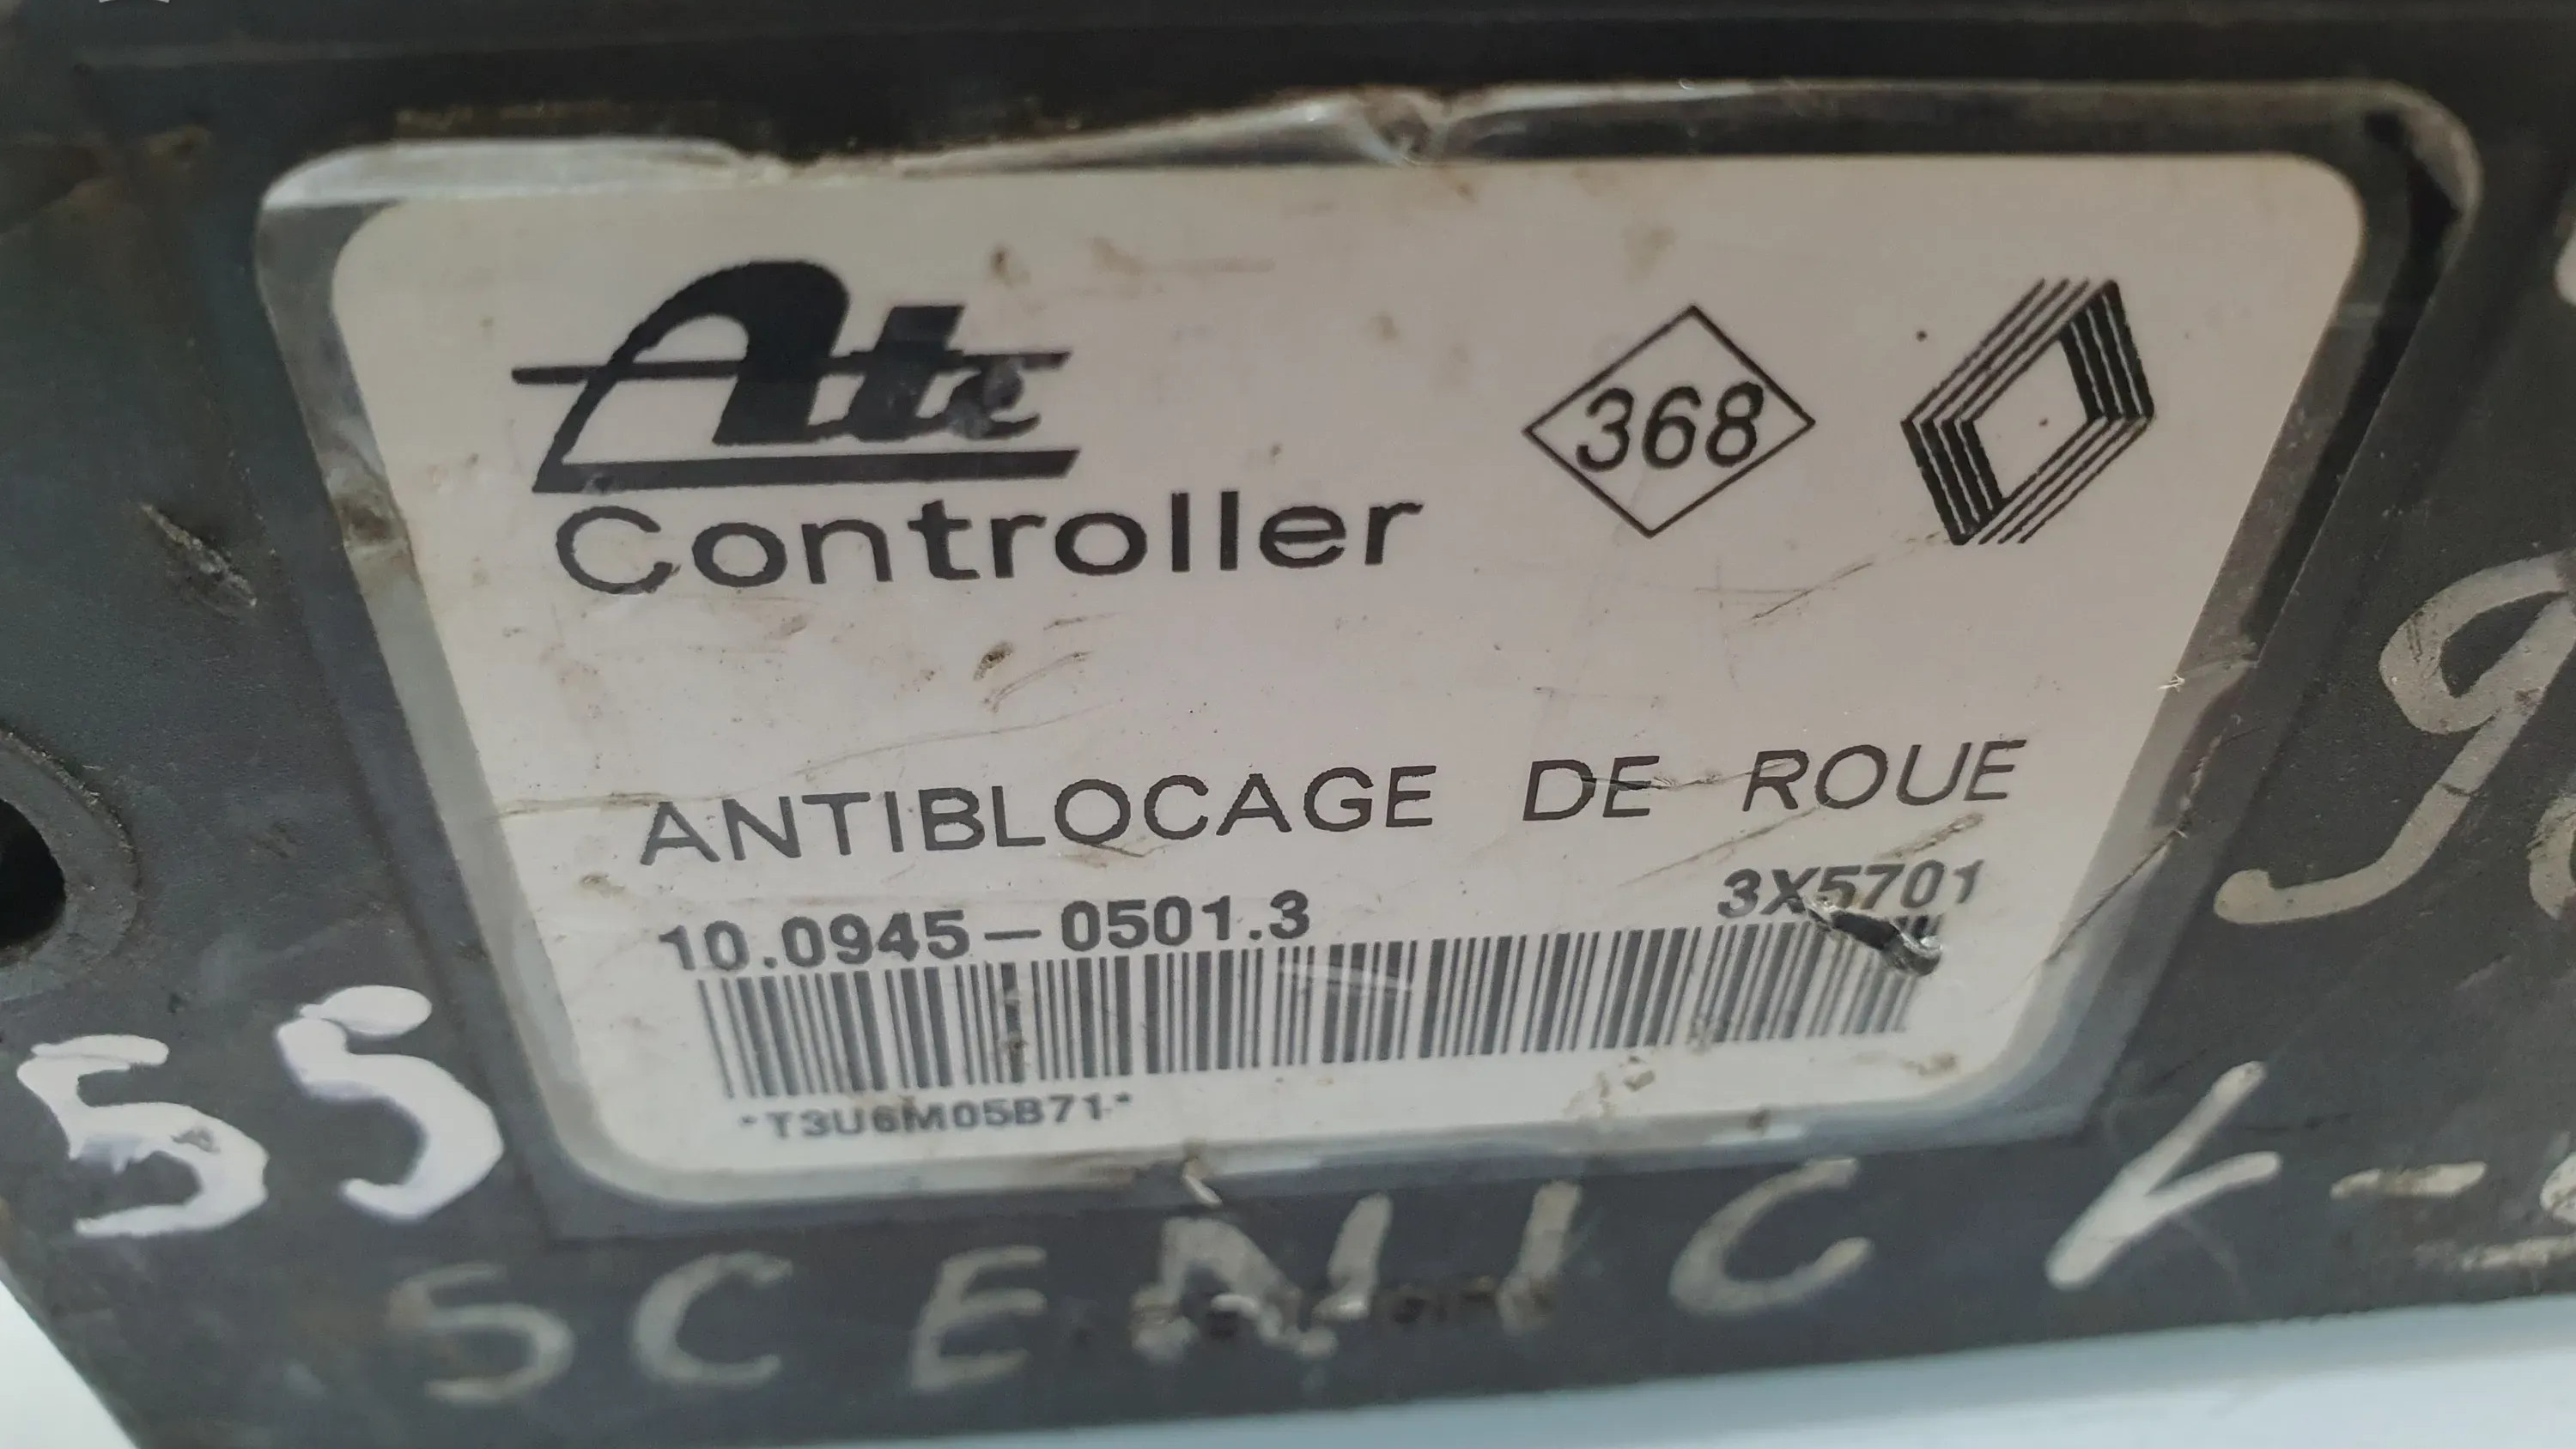 Ate
Controller
368
ANTIBLOCAGE DE ROUE
10.0945-0501.3 3X5701
*T3U6M05B71*
55
SCENIC